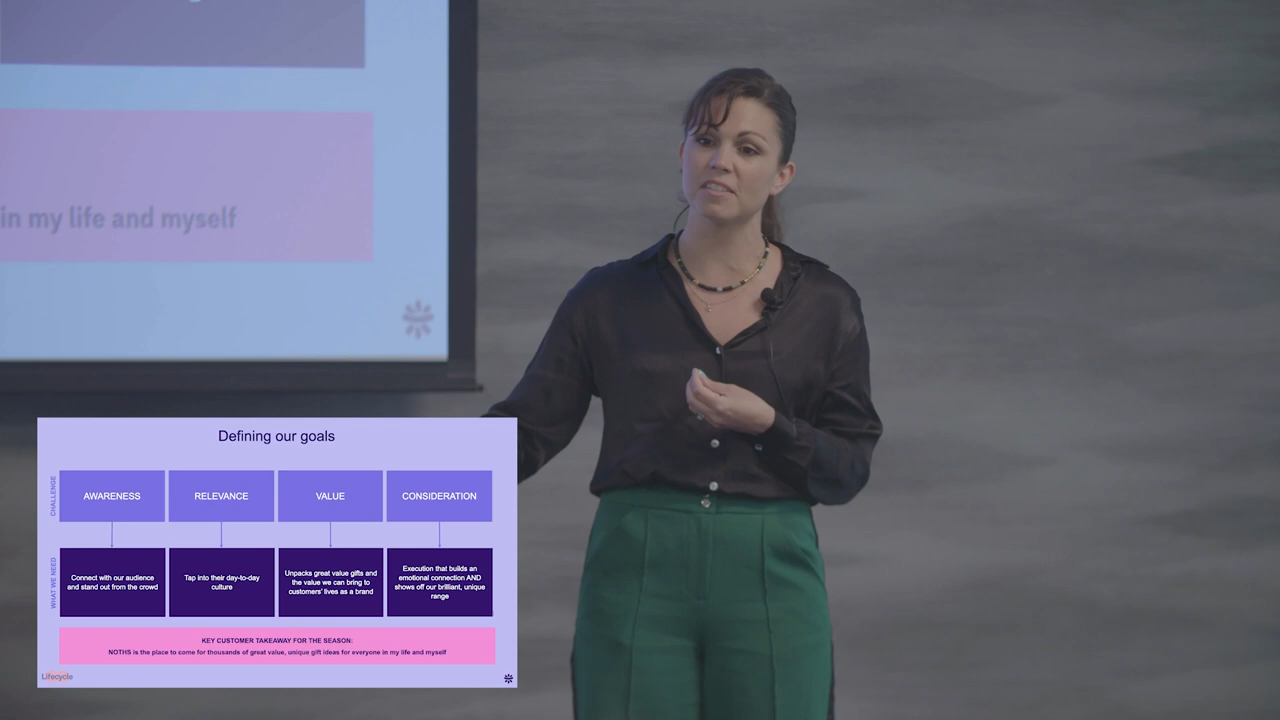 in my life and myself
Defining our goals
CHALLENGE
AWARENESS
RELEVANCE
VALUE
CONSIDERATION
WHAT WE NEED
Connect with our audience
and stand out from the crowd
Tap into their day-to-day
culture
Unpacks great value gifts and
the value we can bring to
customers' lives as a brand
Execution that builds an
emotional connection AND
shows off our brilliant, unique
range
KEY CUSTOMER TAKEAWAY FOR THE SEASON:
NOTHS is the place to come for thousands of great value, unique gift ideas for everyone in my life and myself
Lifecycle